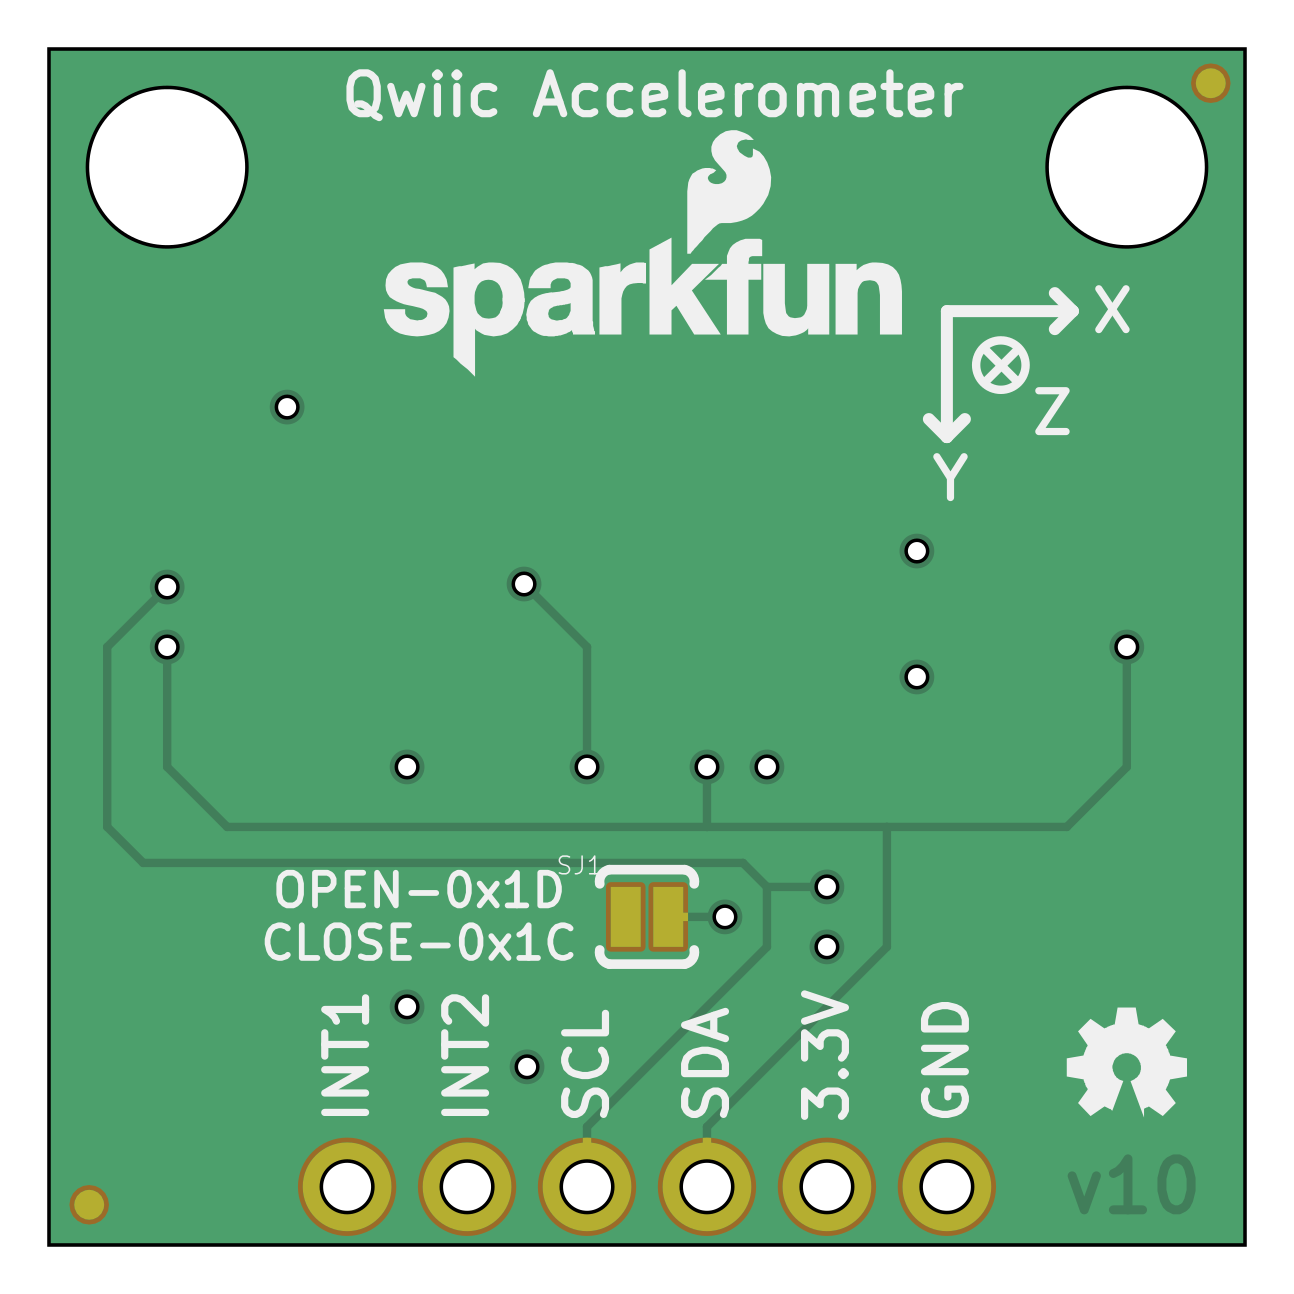 Qwiic Accelerometer
sparkfun
X
Z
Y
SJ1
OPEN-0x1D
CLOSE-0x1C
INT1
INT2
SCL
SDA
3.3V
GND
v10